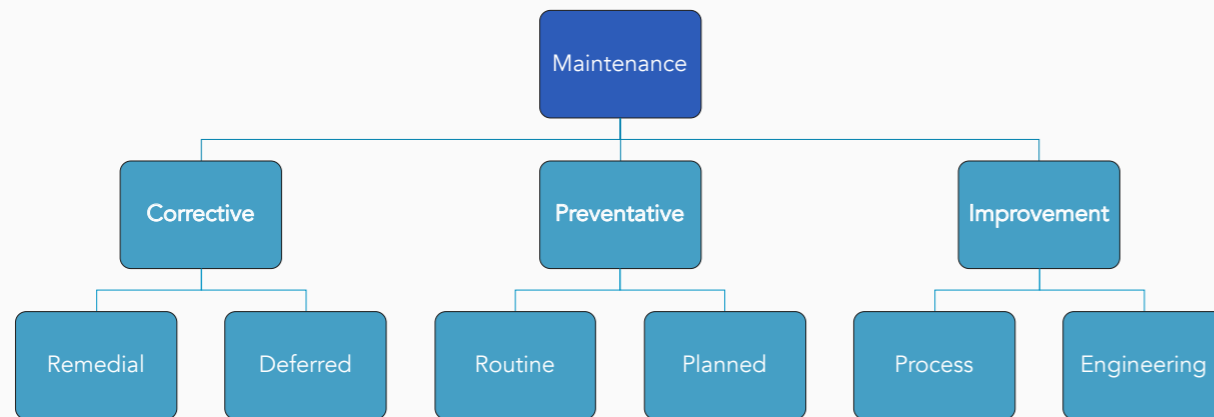 Maintenance
Corrective
Preventative
Improvement
Remedial
Deferred
Routine
Planned
Process
Engineering